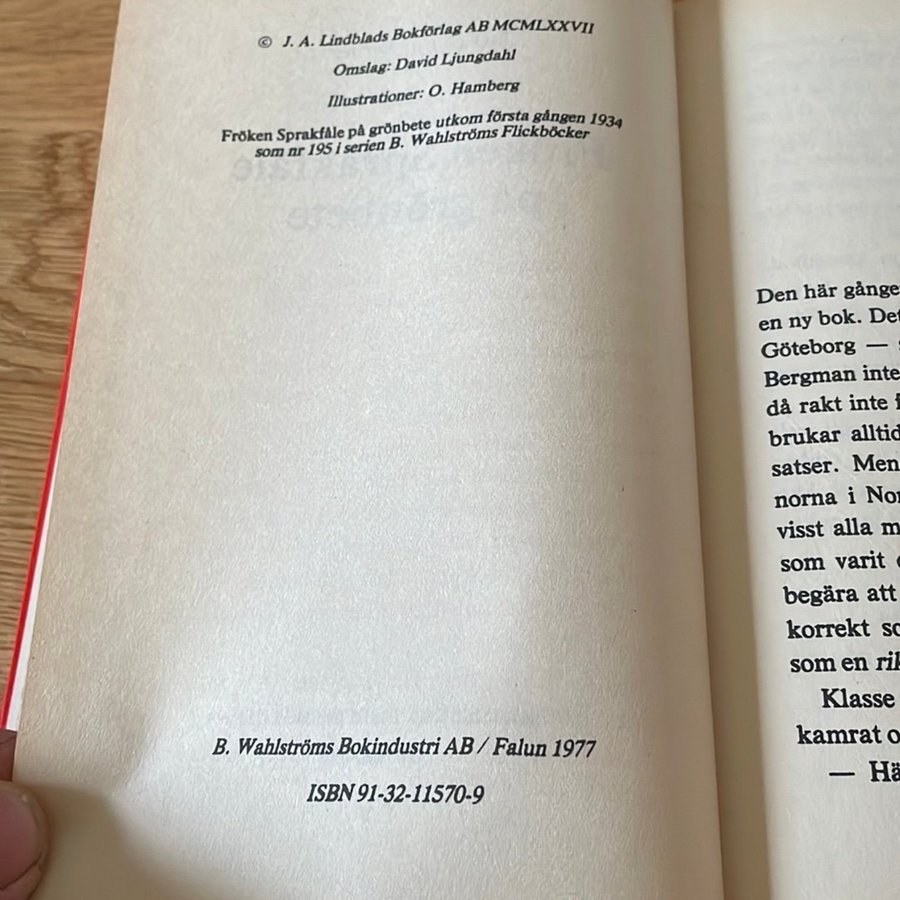 © J. A. Lindblads Bokförlag AB MCMLXXVII
Omslag: David Ljungdahl
Illustrationer: O. Hamberg
Fröken Sprakfåle på grönbete utkom första gången 1934
som nr 195 i serien B. Wahlströms Flickböcker
B. Wahlströms Bokindustri AB / Falun 1977
ISBN 91-32-11570-9
Den här gånge
en ny bok. Det
Göteborg —
Bergman inte
då rakt inte
brukar alltid
satser. Men
norna i Nor
visst alla m
som varit
begära att
korrekt so
som en rik
Klasse
kamrat o
— Hä